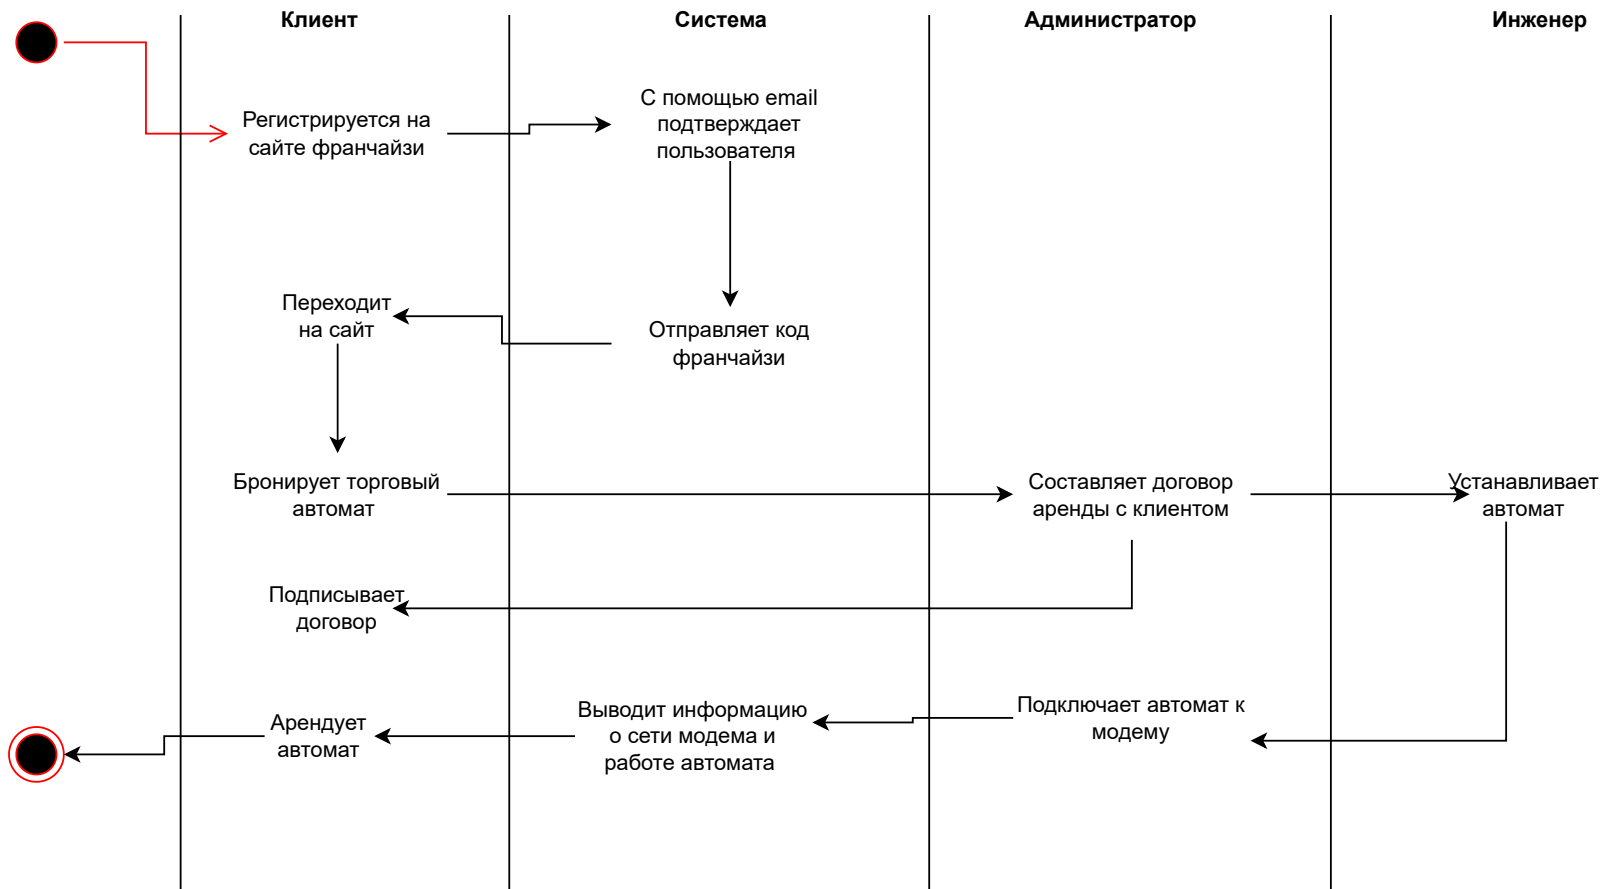 Клиент
Система
Администратор
Инженер
Регистрируется на
сайте франчайзи
С помощью email
подтверждает
пользователя
Переходит
на сайт
Отправляет код
франчайзи
Бронирует торговый
автомат
Составляет договор
аренды с клиентом
Устанавливает
автомат
Подписывает
договор
Арендует
автомат
Выводит информацию
о сети модема и
работе автомата
Подключает автомат к
модему